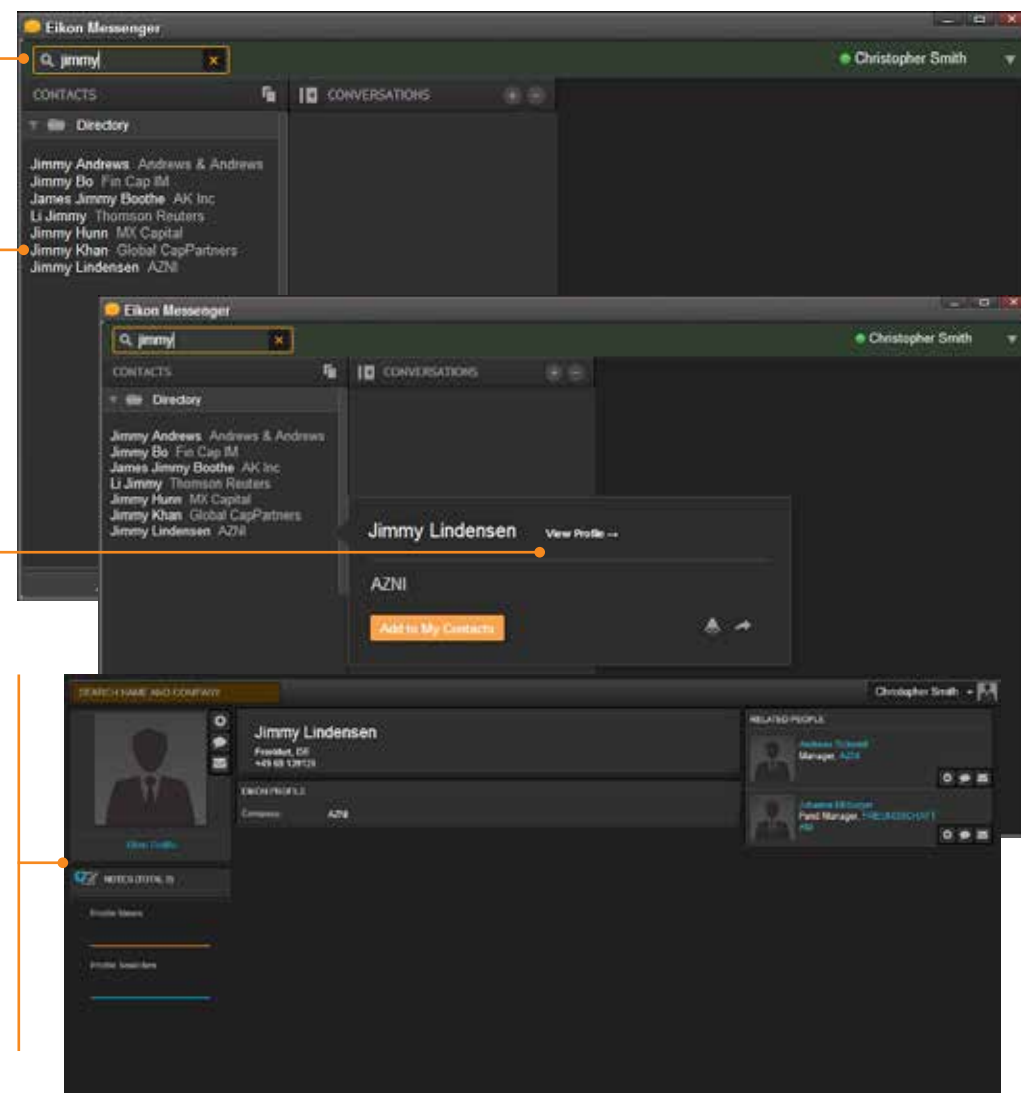 Eikon Messenger
jimmy
Christopher Smith
CONTACTS
CONVERSATIONS
Directory
Jimmy Andrews Andrews & Andrews
Jimmy Bo Fin Cap IM
James Jimmy Boothe AK Inc
Li Jimmy Thomson Reuters
Jimmy Hunn MX Capital
Jimmy Khan Global CapPartners
Jimmy Lindensen AZNI
Eikon Messenger
jimmy
Christopher Smith
CONTACTS
CONVERSATIONS
Directory
Jimmy Andrews Andrews & Andrews
Jimmy Bo Fin Cap IM
James Jimmy Boothe AK Inc
Li Jimmy Thomson Reuters
Jimmy Hunn MX Capital
Jimmy Khan Global CapPartners
Jimmy Lindensen AZNI
Jimmy Lindensen View Profile →
AZNI
Add to My Contacts
SEARCH NAME AND COMPANY
Christopher Smith
Jimmy Lindensen
Frankfurt, DE
EIKON PROFILE
Company AZNI
RELATED PEOPLE
Manager, AZNI
Fund Manager,
NOTES (TOTAL
Profile Views
Profile Searches